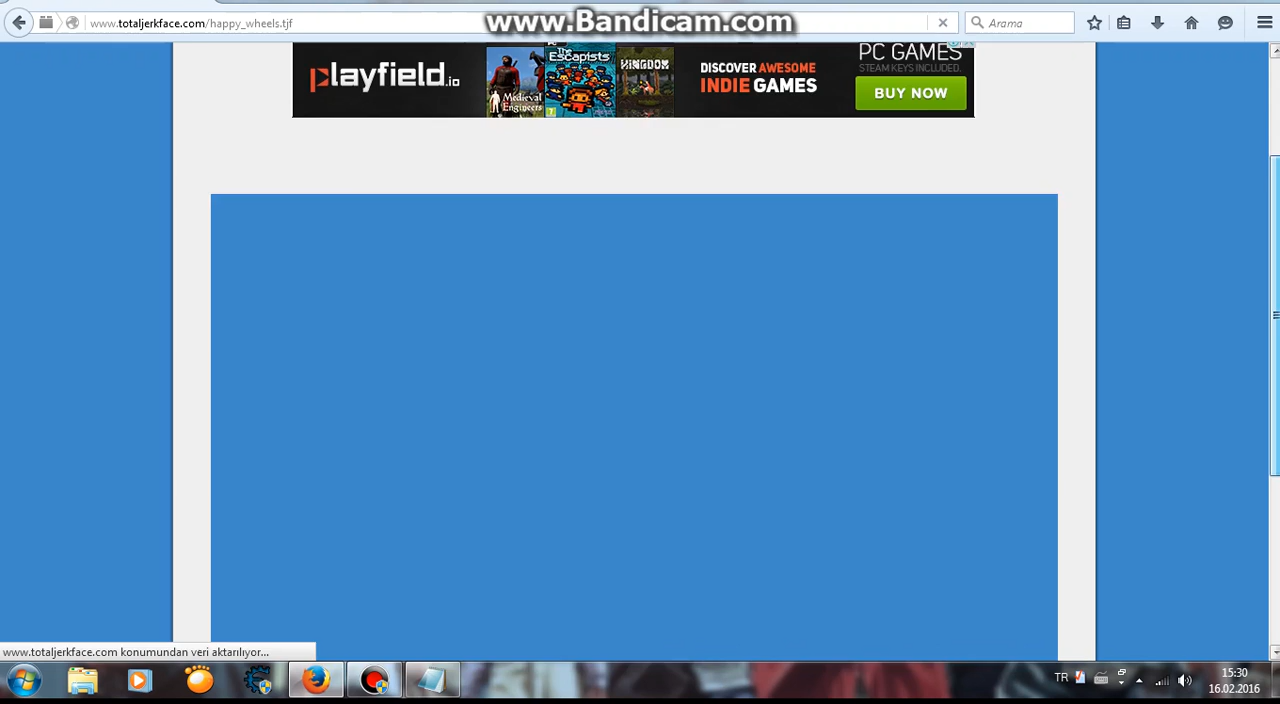 www.Bandicam.com
www.totaljerkface.com/happy_wheels.tjf
Arama
playfield.io
Medieval
Engineers
The
Escapists
KINGDOM
DISCOVER AWESOME
INDIE GAMES
PC GAMES
STEAM KEYS INCLUDED.
BUY NOW
www.totaljerkface.com konumundan veri aktarılıyor...
TR
15:30
16.02.2016